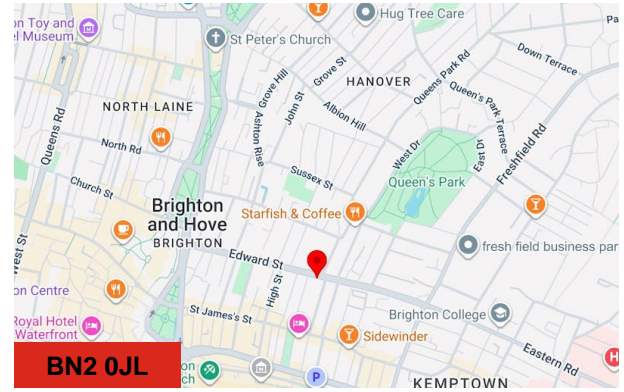 on Toy and
el Museum
Hug Tree Care
St Peter's Church
Down Terrace
Grove St
HANOVER
Queens Park Rd
Grove Hill
John St
Albion Hill
Queen's Park Terrace
NORTH LAINE
Ashton Rise
Queens Rd
North Rd
West Dr
East Dr
Freshfield Rd
Sussex St
Queen's Park
Church St
Brighton
and Hove
BRIGHTON
Starfish & Coffee
West St
Edward St
fresh field business par
on Centre
High St
St James's St
Brighton College
Royal Hotel
Waterfront
Sidewinder
Eastern Rd
BN2 0JL
P
H
KEMPTOWN